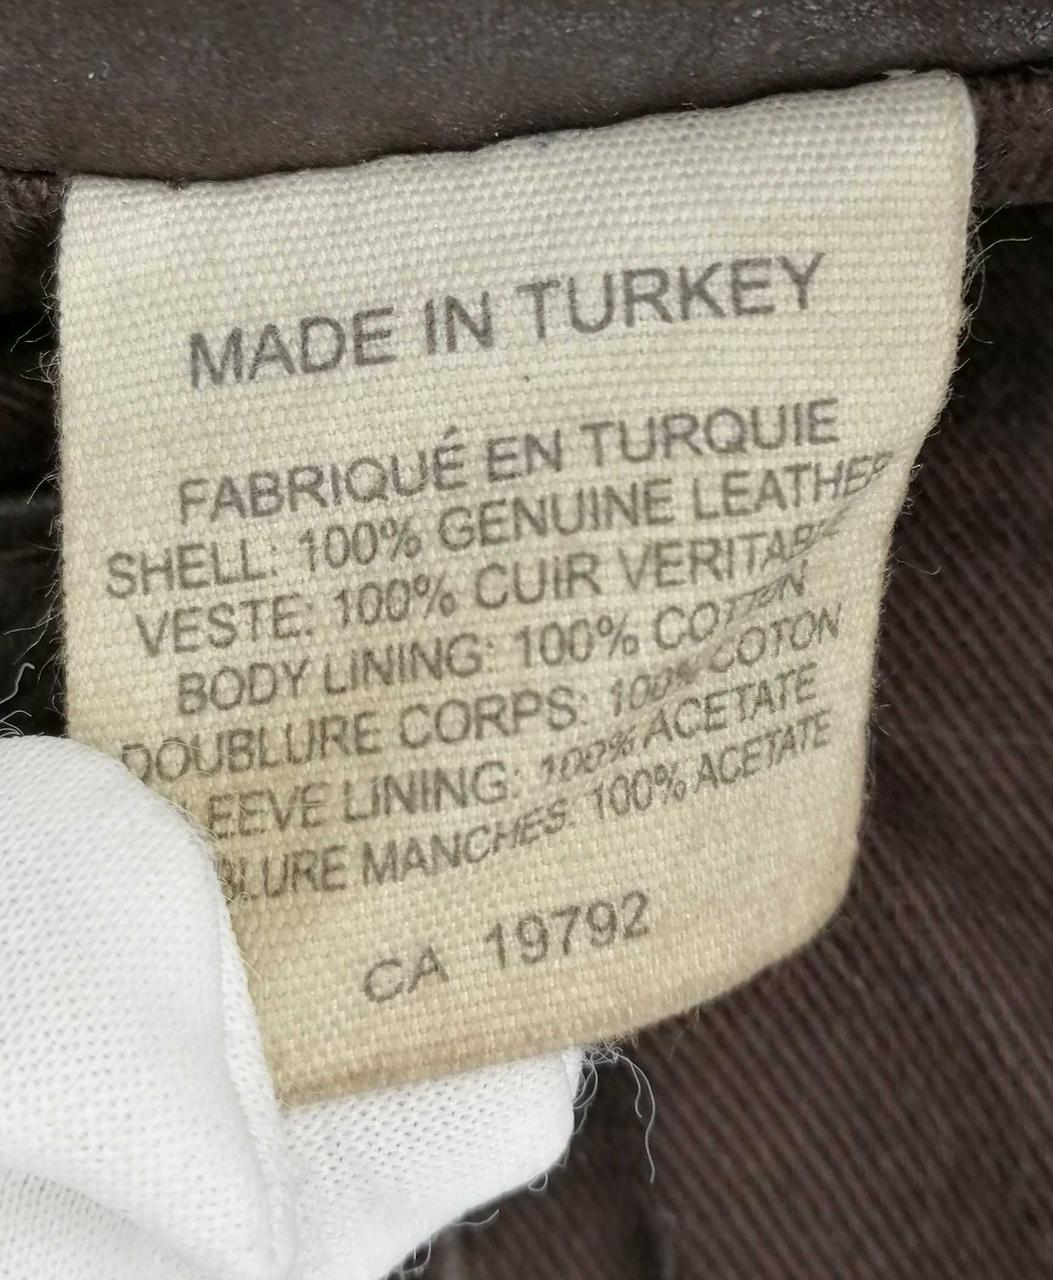 MADE IN TURKEY
FABRIQUÉ EN TURQUIE
SHELL: 100% GENUINE LEATHER
VESTE: 100% CUIR VERITAB
BODY LINING: 100% COTTON
DOUBLURE CORPS: 100% COTON
LEEVE LINING: 100% ACETATE
BLURE MANCHES: 100% ACETATE
CA 19792